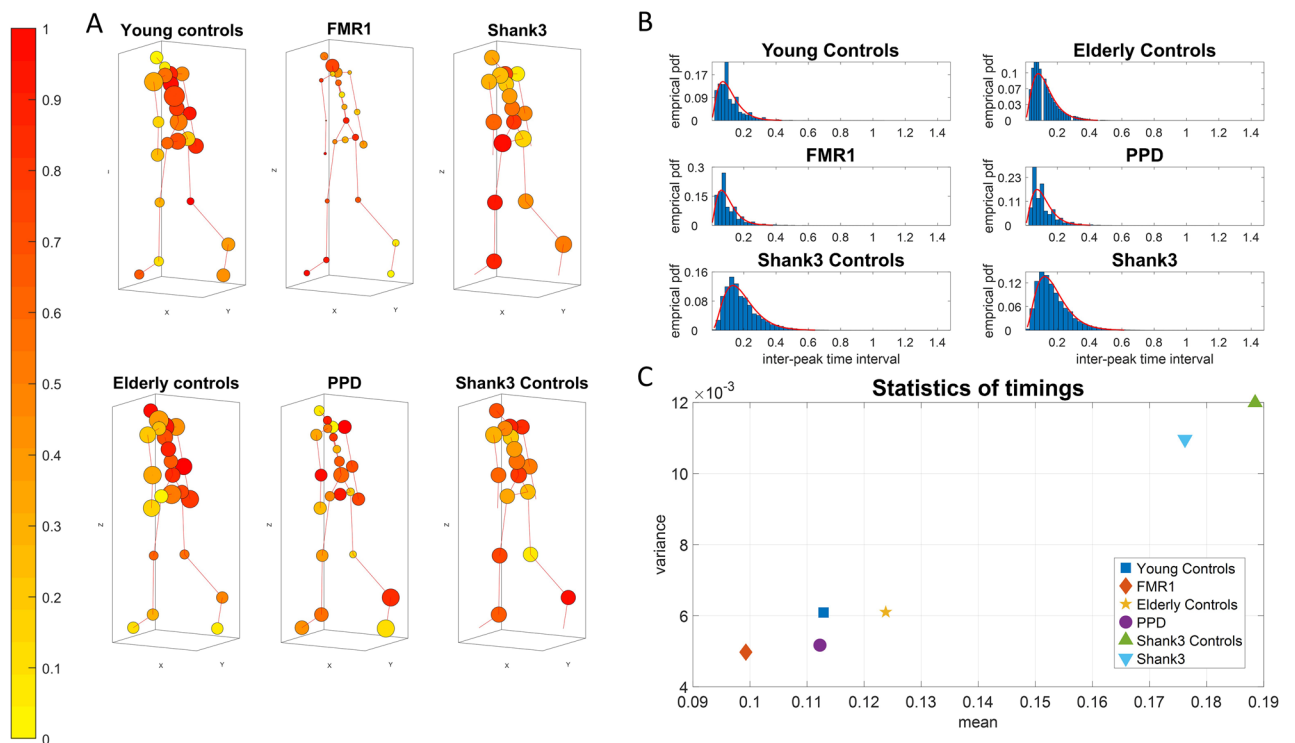 A
Young controls
FMR1
Shank3
1
0.9
0.8
0.7
0.6
0.5
0.4
0.3
0.2
0.1
0
Z
Z
X
Y
X
Y
X
Y
Elderly controls
PPD
Shank3 Controls
Z
Z
Z
X
Y
X
Y
X
Y
B
Young Controls
emprical pdf
0.17
0.09
0
0.2 0.4 0.6 0.8 1 1.2 1.4
Elderly Controls
emprical pdf
0.1
0.07
0.03
0
0.2 0.4 0.6 0.8 1 1.2 1.4
FMR1
emprical pdf
0.3
0.15
0
0.2 0.4 0.6 0.8 1 1.2 1.4
PPD
emprical pdf
0.23
0.11
0
0.2 0.4 0.6 0.8 1 1.2 1.4
Shank3 Controls
emprical pdf
0.16
0.08
0
0.2 0.4 0.6 0.8 1 1.2 1.4
inter-peak time interval
Shank3
emprical pdf
0.12
0.06
0
0.2 0.4 0.6 0.8 1 1.2 1.4
inter-peak time interval
C
Statistics of timings
×10⁻³
12
10
8
6
4
variance
0.09 0.1 0.11 0.12 0.13 0.14 0.15 0.16 0.17 0.18 0.19
mean
Young Controls
FMR1
Elderly Controls
PPD
Shank3 Controls
Shank3